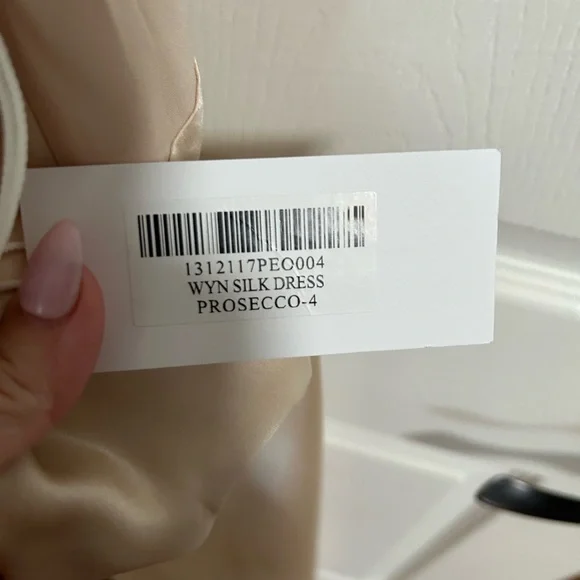 1312117PEO004
WYN SILK DRESS
PROSECCO-4